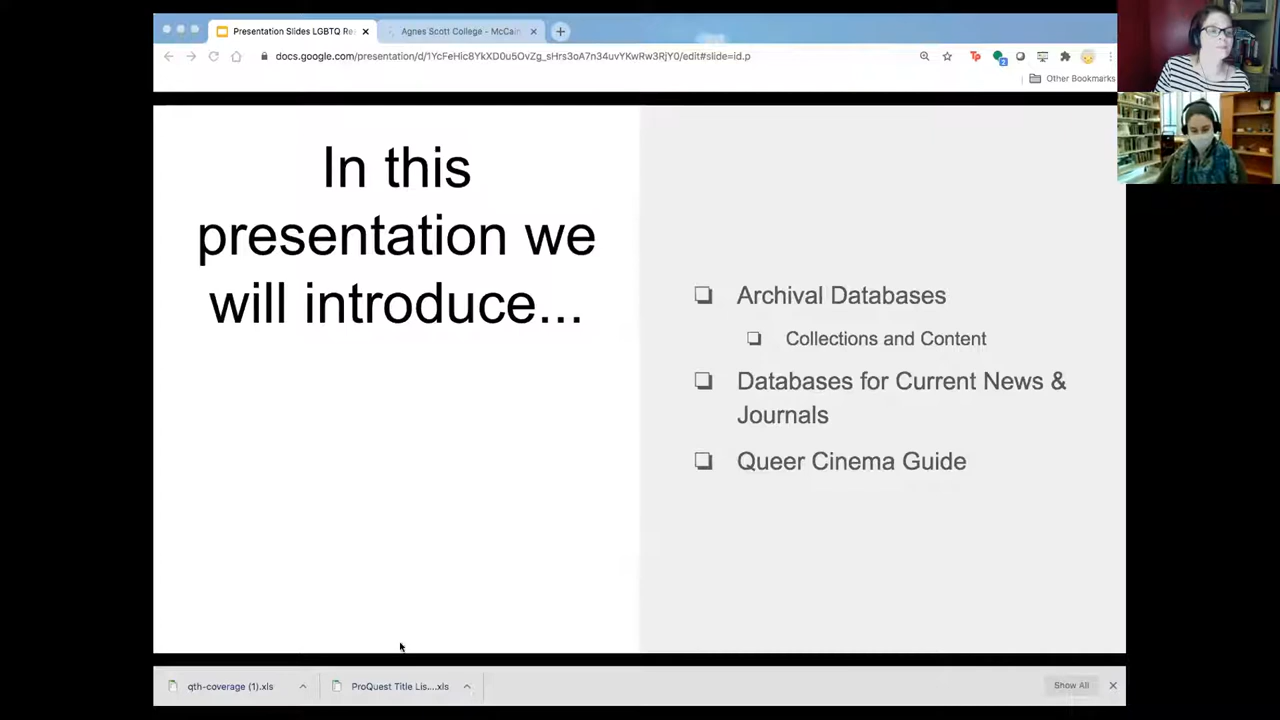 Presentation Slides LGBTQ Re
Agnes Scott College - McCain
docs.google.com/presentation/d/1YcFeHic8YkXD0u5OvZg_sHrs3oA7n34uvYKwRw3RjY0/edit#slide=id.p
Other Bookmarks
In this
presentation we
will introduce...
Archival Databases
Collections and Content
Databases for Current News &
Journals
Queer Cinema Guide
qth-coverage (1).xls
ProQuest Title Lis....xls
Show All